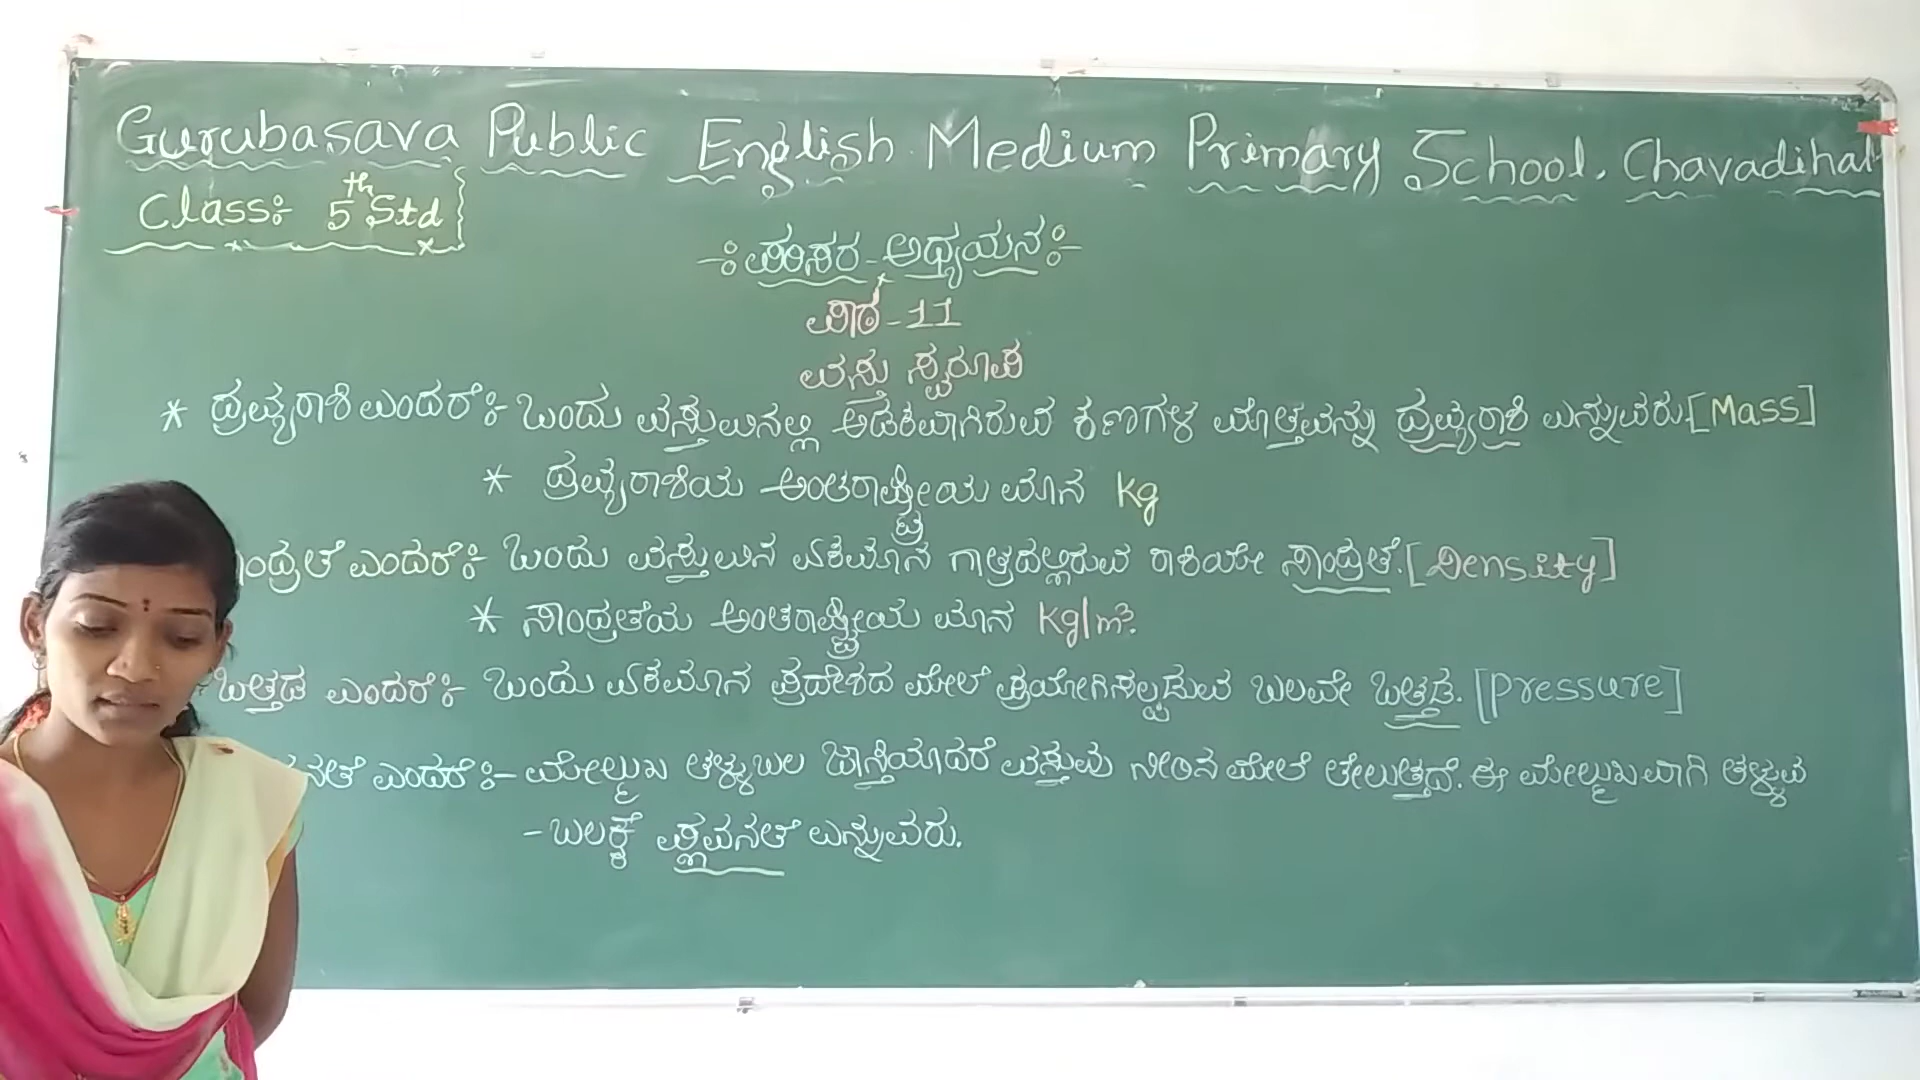 Gurubasava Public English Medium Primary School, Chavadihal
Class:- 5th Std
-: ಪರಿಸರ - ಅಧ್ಯಯನ :-
ಪಾಠ - 11
ವಸ್ತು ಸ್ವರೂಪ
* ದ್ರವ್ಯರಾಶಿ ಎಂದರೆ :- ಒಂದು ವಸ್ತುವಿನಲ್ಲಿ ಅಡಕವಾಗಿರುವ ಕಣಗಳ ಮೊತ್ತವನ್ನು ದ್ರವ್ಯರಾಶಿ ಎನ್ನುವರು [Mass]
* ದ್ರವ್ಯರಾಶಿಯ ಅಂತರಾಷ್ಟ್ರೀಯ ಮಾನ kg
ಸಾಂದ್ರತೆ ಎಂದರೆ :- ಒಂದು ವಸ್ತುವಿನ ಏಕಮಾನ ಗಾತ್ರದಲ್ಲಿರುವ ರಾಶಿಯೇ ಸಾಂದ್ರತೆ. [Density]
* ಸಾಂದ್ರತೆಯ ಅಂತರಾಷ್ಟ್ರೀಯ ಮಾನ kg/m³.
ಒತ್ತಡ ಎಂದರೆ :- ಒಂದು ಏಕಮಾನ ಪ್ರದೇಶದ ಮೇಲೆ ಪ್ರಯೋಗಿಸಲ್ಪಡುವ ಬಲವೇ ಒತ್ತಡ. [pressure]
ಎಂದರೆ :- ಮೇಲ್ಮುಖ ತಳ್ಳುಬಲ ಜಾಸ್ತಿಯಾದರೆ ವಸ್ತುವು ನೀರಿನ ಮೇಲೆ ತೇಲುತ್ತದೆ. ಈ ಮೇಲ್ಮುಖವಾಗಿ ತಳ್ಳುವ
- ಬಲಕ್ಕೆ ಪ್ಲವನತೆ ಎನ್ನುವರು.